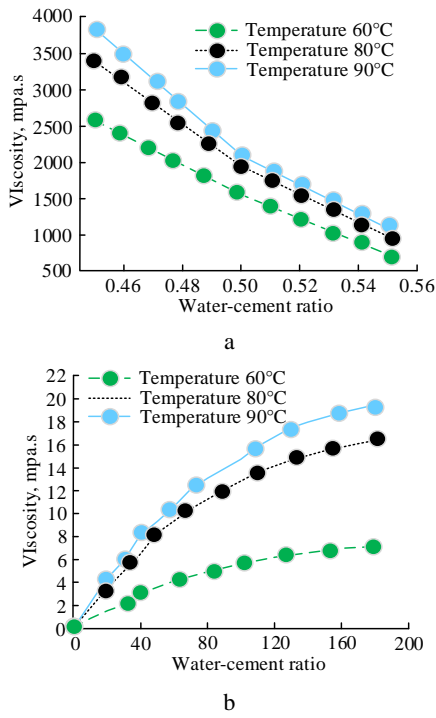 4000
3500
3000
2500
2000
1500
1000
500
VIscosity, mpa.s
Temperature 60°C
Temperature 80°C
Temperature 90°C
0.46 0.48 0.50 0.52 0.54 0.56
Water-cement ratio
a
22
20
18
16
14
12
10
8
6
4
2
0
VIscosity, mpa.s
Temperature 60°C
Temperature 80°C
Temperature 90°C
0 40 80 120 160 200
Water-cement ratio
b